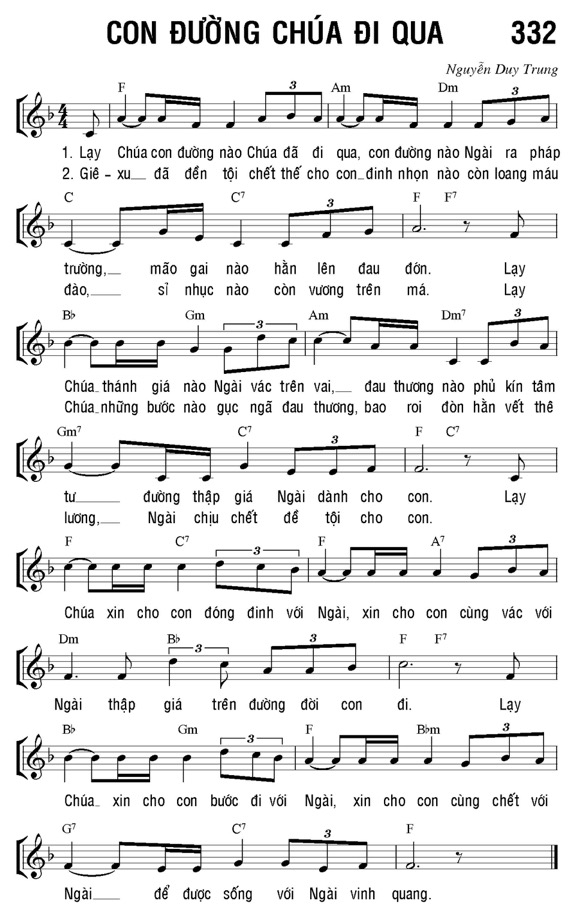 CON ĐƯỜNG CHÚA ĐI QUA 332
Nguyễn Duy Trung
F Am Dm
3 3
1. Lạy Chúa con đường nào Chúa đã đi qua, con đường nào Ngài ra pháp
2. Giê-xu đã đền tội chết thế cho con đinh nhọn nào còn loang máu
C C7 F F7
3
trường, mão gai nào hằn lên đau đớn. Lạy
đào, sỉ nhục nào còn vương trên má. Lạy
B♭ Gm Am Dm7
3 3
Chúa thánh giá nào Ngài vác trên vai, đau thương nào phủ kín tâm
Chúa những bước nào gục ngã đau thương, bao roi đòn hằn vết thê
Gm7 C7 F C7
3
tư đường thập giá Ngài dành cho con. Lạy
lương, Ngài chịu chết đề tội cho con.
F C7 F A7
3 3
Chúa xin cho con đóng đinh với Ngài, xin cho con cùng vác với
Dm B♭ F F7
3 3
Ngài thập giá trên đường đời con đi. Lạy
B♭ Gm F B♭m
3 3
Chúa xin cho con bước đi với Ngài, xin cho con cùng chết với
G7 C7 F
3
Ngài để được sống với Ngài vinh quang.